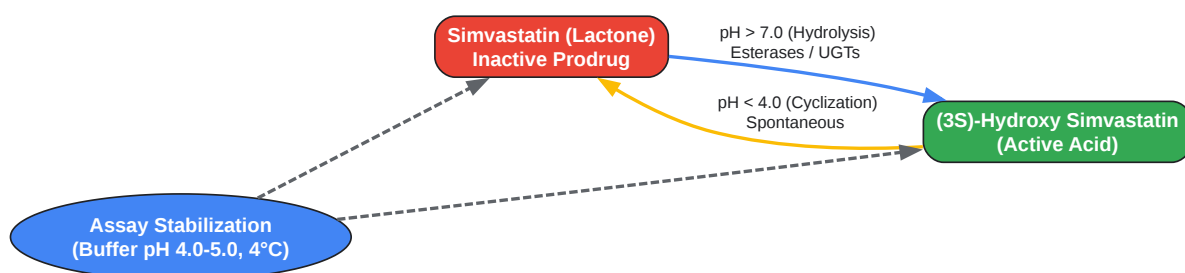 Simvastatin (Lactone)
Inactive Prodrug
pH > 7.0 (Hydrolysis)
Esterases / UGTs
pH < 4.0 (Cyclization)
Spontaneous
(3S)-Hydroxy Simvastatin
(Active Acid)
Assay Stabilization
(Buffer pH 4.0-5.0, 4°C)